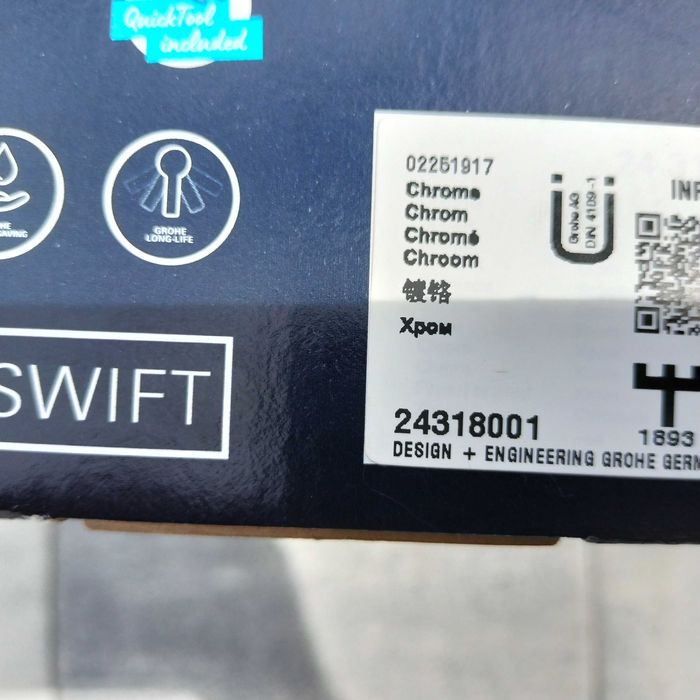 QuickTool
included
GROHE
LONG-LIFE
SWIFT
02251917
Chrome
Chrom
Chromé
Chroom
镀铬
Хром
Grohe AG
DIN 4109-1
24318001
1893
DESIGN + ENGINEERING GROHE